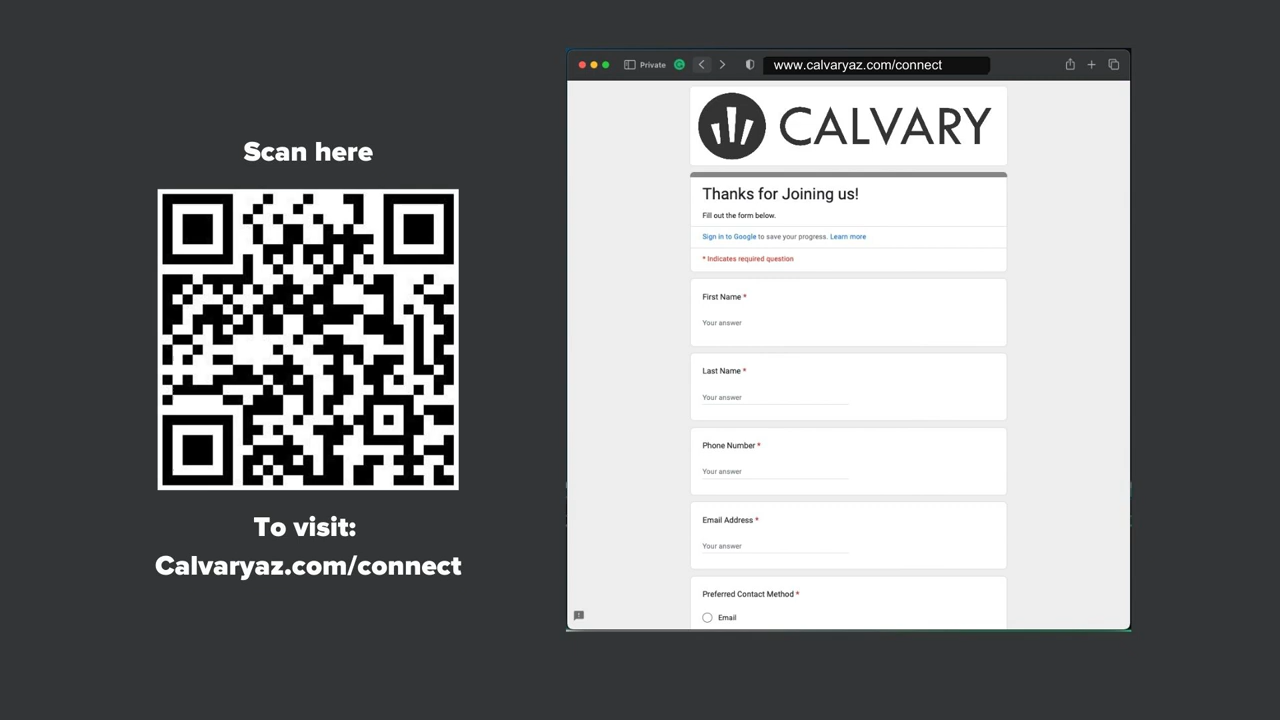 Scan here
To visit:
Calvaryaz.com/connect
Private
www.calvaryaz.com/connect
CALVARY
Thanks for Joining us!
Fill out the form below.
Sign in to Google to save your progress. Learn more
* Indicates required question
First Name *
Your answer
Last Name *
Your answer
Phone Number *
Your answer
Email Address *
Your answer
Preferred Contact Method *
Email